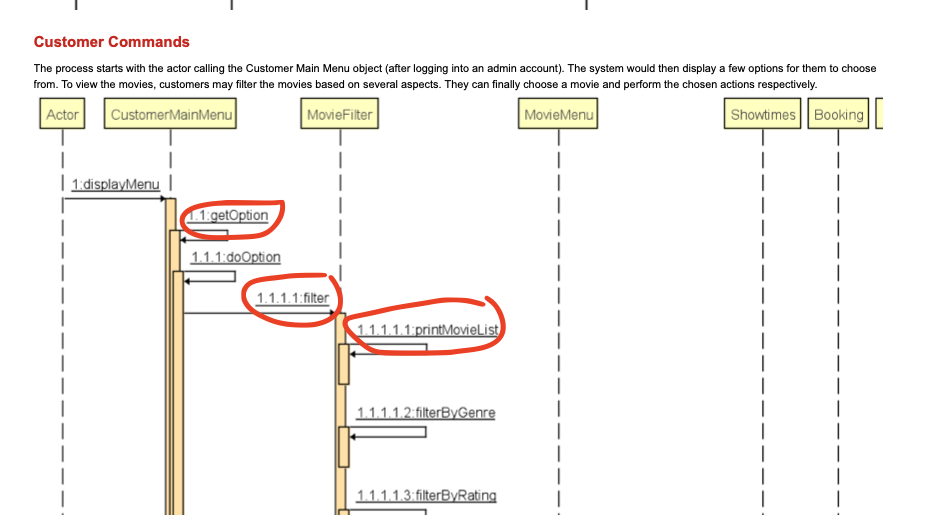 Customer Commands
The process starts with the actor calling the Customer Main Menu object (after logging into an admin account). The system would then display a few options for them to choose
from. To view the movies, customers may filter the movies based on several aspects. They can finally choose a movie and perform the chosen actions respectively.
Actor CustomerMainMenu MovieFilter MovieMenu Showtimes Booking
1:displayMenu
1.1:getOption
1.1.1:doOption
1.1.1.1:filter
1.1.1.1.1:printMovieList
1.1.1.1.2:filterByGenre
1.1.1.1.3:filterByRating